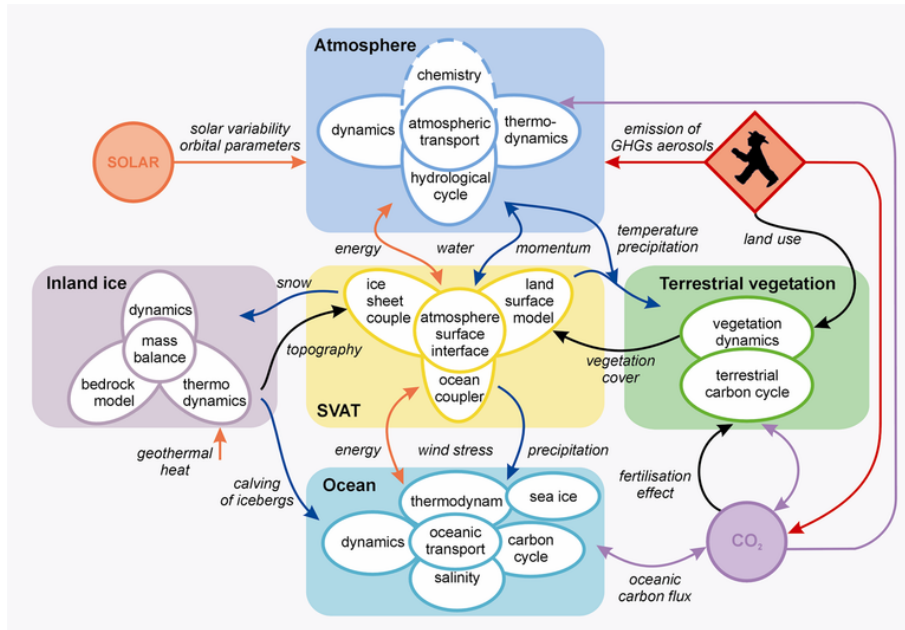 Atmosphere
chemistry
dynamics
atmospheric
transport
thermo-
dynamics
hydrological
cycle
SOLAR
solar variability
orbital parameters
emission of
GHGs aerosols
energy
water
momentum
temperature
precipitation
land use
Inland ice
dynamics
mass
balance
bedrock
model
thermo
dynamics
snow
topography
geothermal
heat
calving
of icebergs
ice
sheet
couple
atmosphere
surface
interface
land
surface
model
ocean
coupler
SVAT
Terrestrial vegetation
vegetation
dynamics
terrestrial
carbon cycle
vegetation
cover
energy
wind stress
precipitation
fertilisation
effect
Ocean
thermodynam
sea ice
dynamics
oceanic
transport
carbon
cycle
salinity
oceanic
carbon flux
CO₂